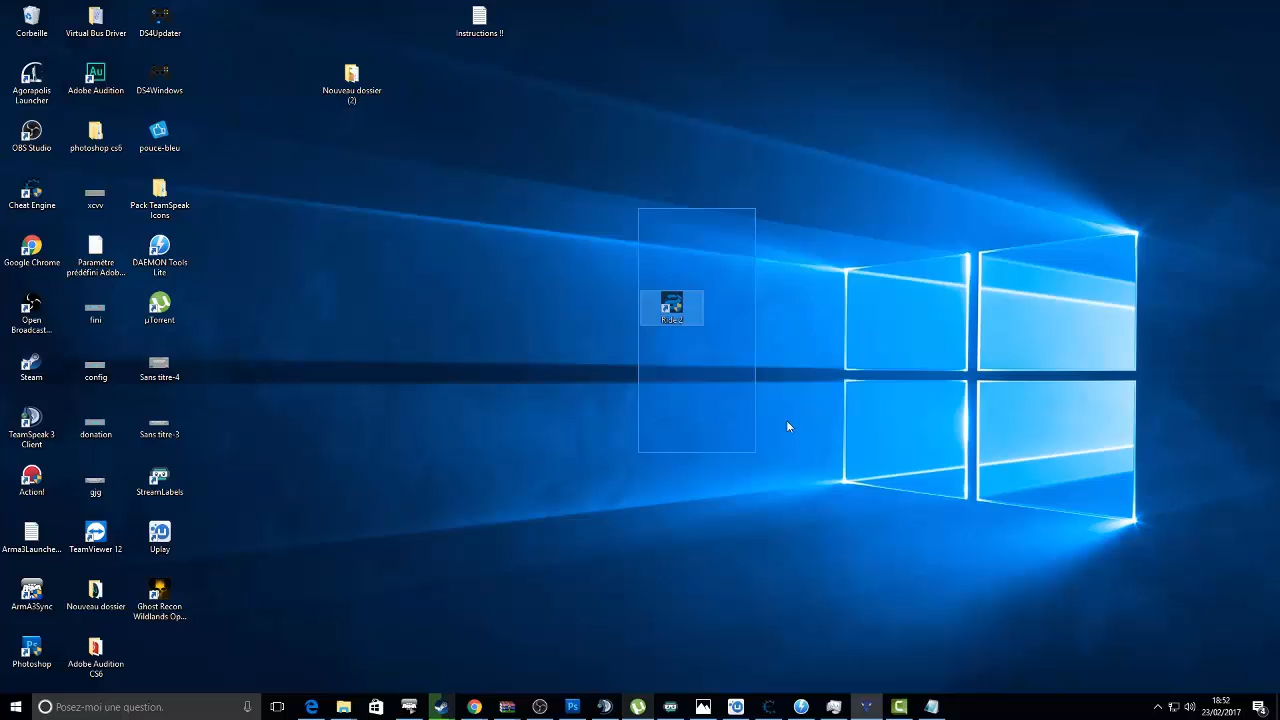 Corbeille
Virtual Bus Driver
DS4Updater
Instructions !!
Agorapolis
Launcher
Adobe Audition
DS4Windows
Nouveau dossier
(2)
OBS Studio
photoshop cs6
pouce-bleu
Cheat Engine
xcvv
Pack TeamSpeak
Icons
Google Chrome
Paramètre
prédéfini Adob...
DAEMON Tools
Lite
Open
Broadcast...
fini
µTorrent
Ride 2
Steam
config
Sans titre-4
TeamSpeak 3
Client
donation
Sans titre-3
Action!
gjg
StreamLabels
Arma3Launche...
TeamViewer 12
Uplay
ArmA3Sync
Nouveau dossier
Ghost Recon
Wildlands Op...
Photoshop
Adobe Audition
CS6
Posez-moi une question.
18:52
23/02/2017